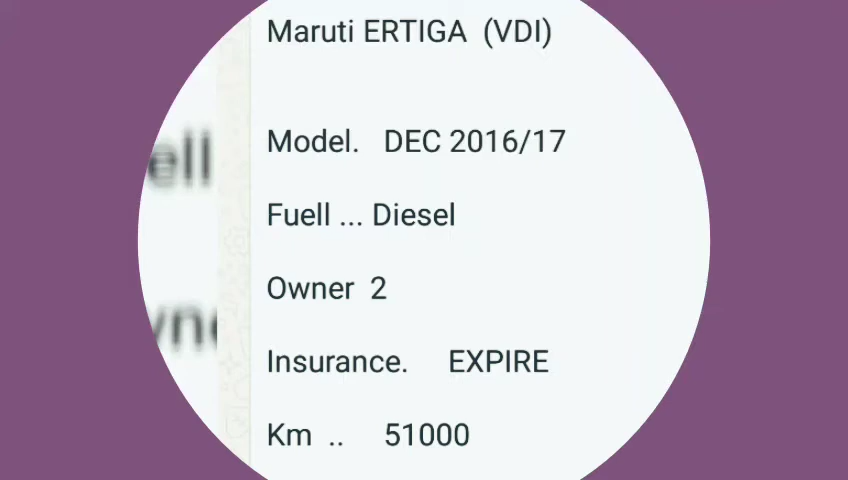 Maruti ERTIGA (VDI)
Model. DEC 2016/17
Fuell ... Diesel
Owner 2
Insurance. EXPIRE
Km .. 51000